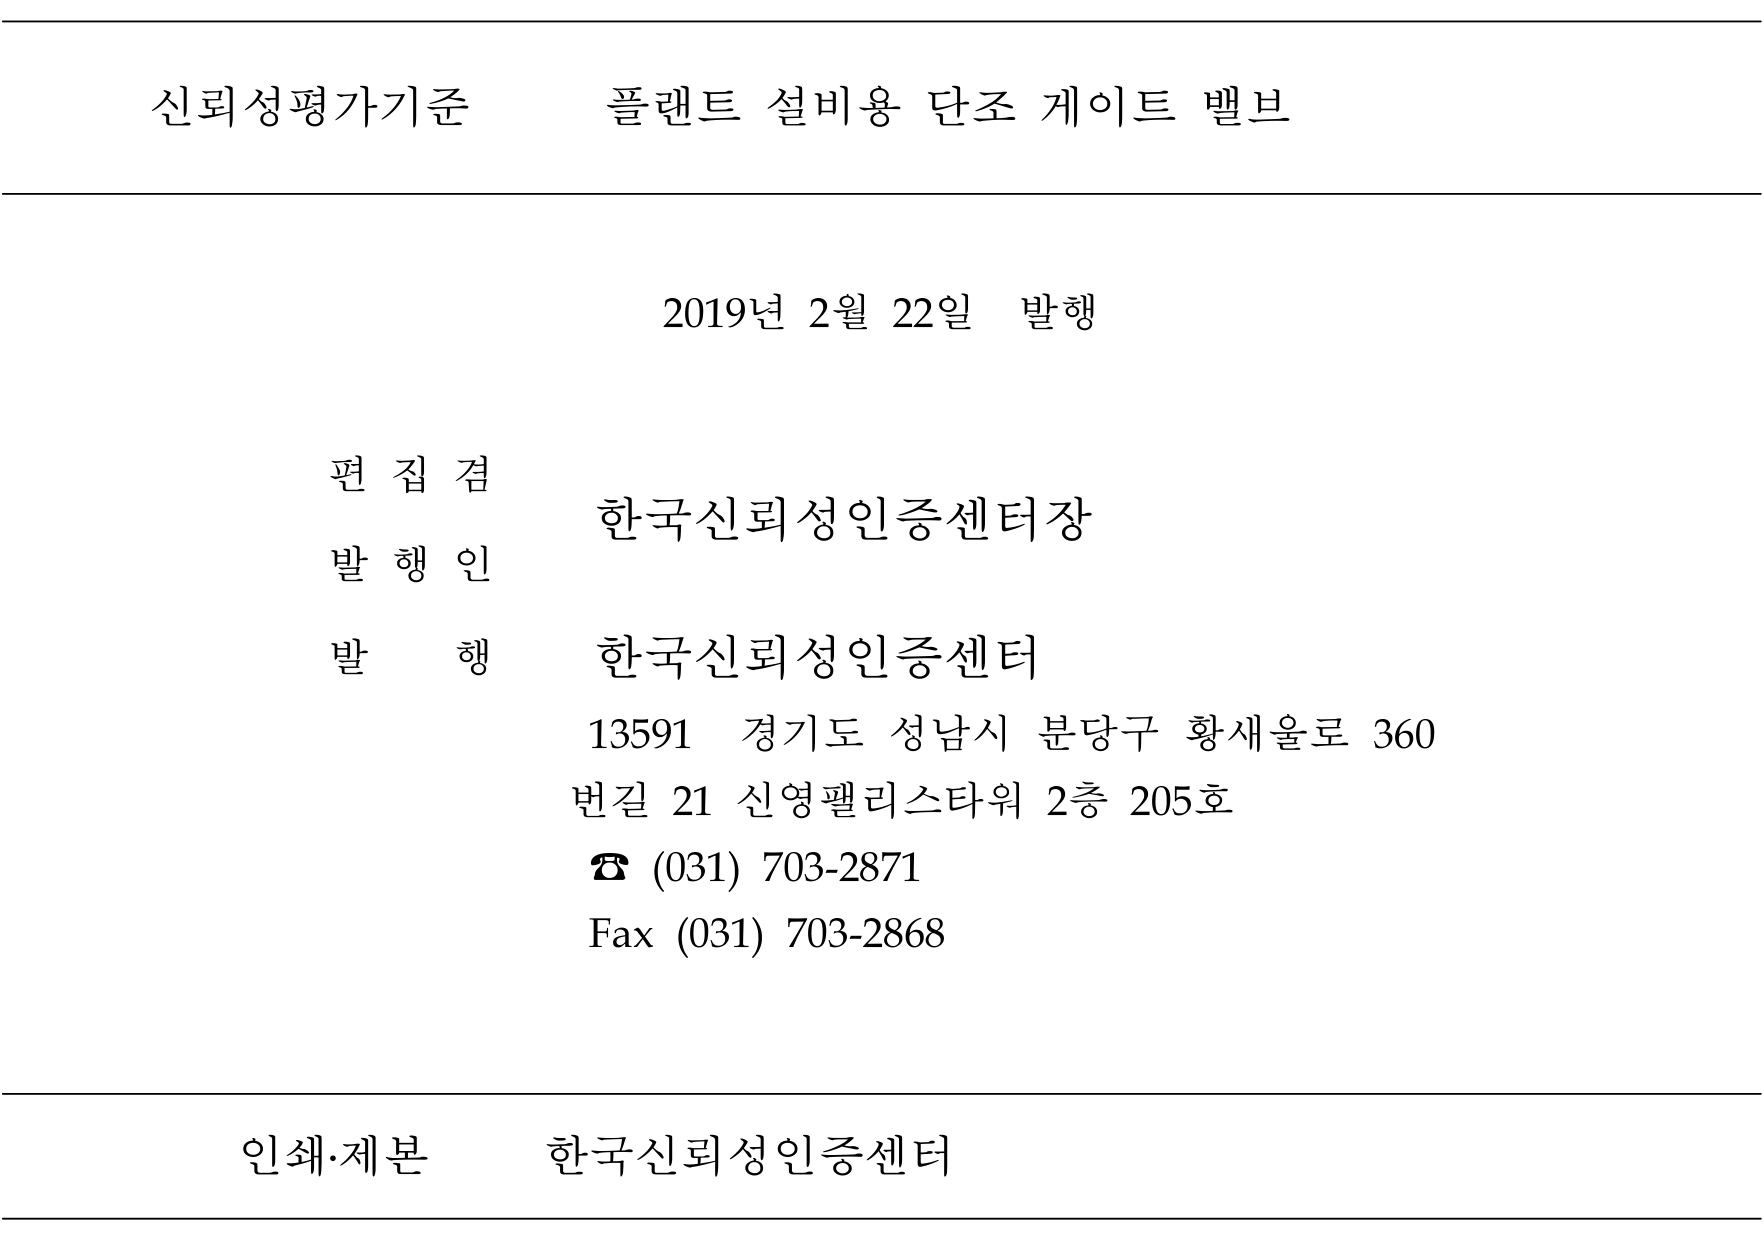 신뢰성평가기준 플랜트 설비용 단조 게이트 밸브
2019년 2월 22일 발행
편 집 겸
한국신뢰성인증센터장
발 행 인
발 행 한국신뢰성인증센터
13591 경기도 성남시 분당구 황새울로 360
번길 21 신영팰리스타워 2층 205호
☎ (031) 703-2871
Fax (031) 703-2868
인쇄·제본 한국신뢰성인증센터